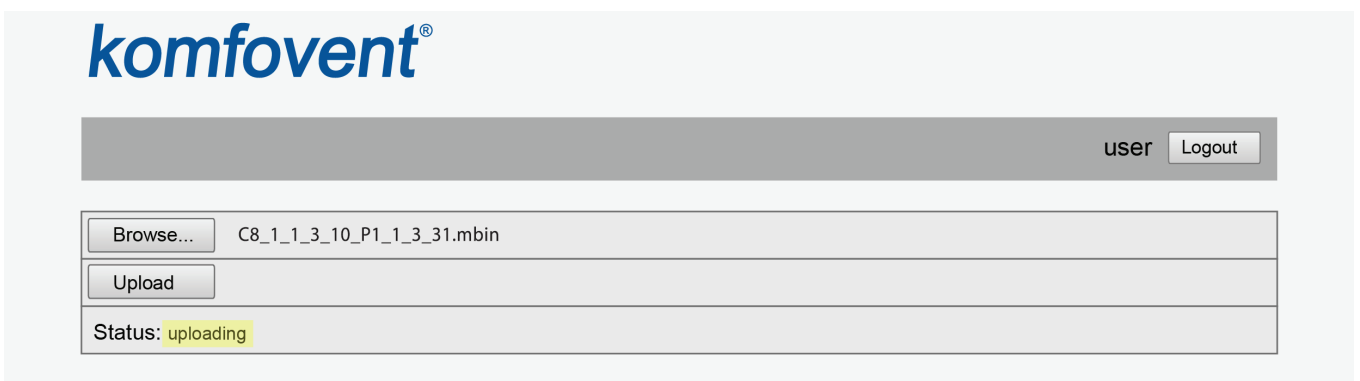 komfovent®
user Logout
Browse... C8_1_1_3_10_P1_1_3_31.mbin
Upload
Status: uploading